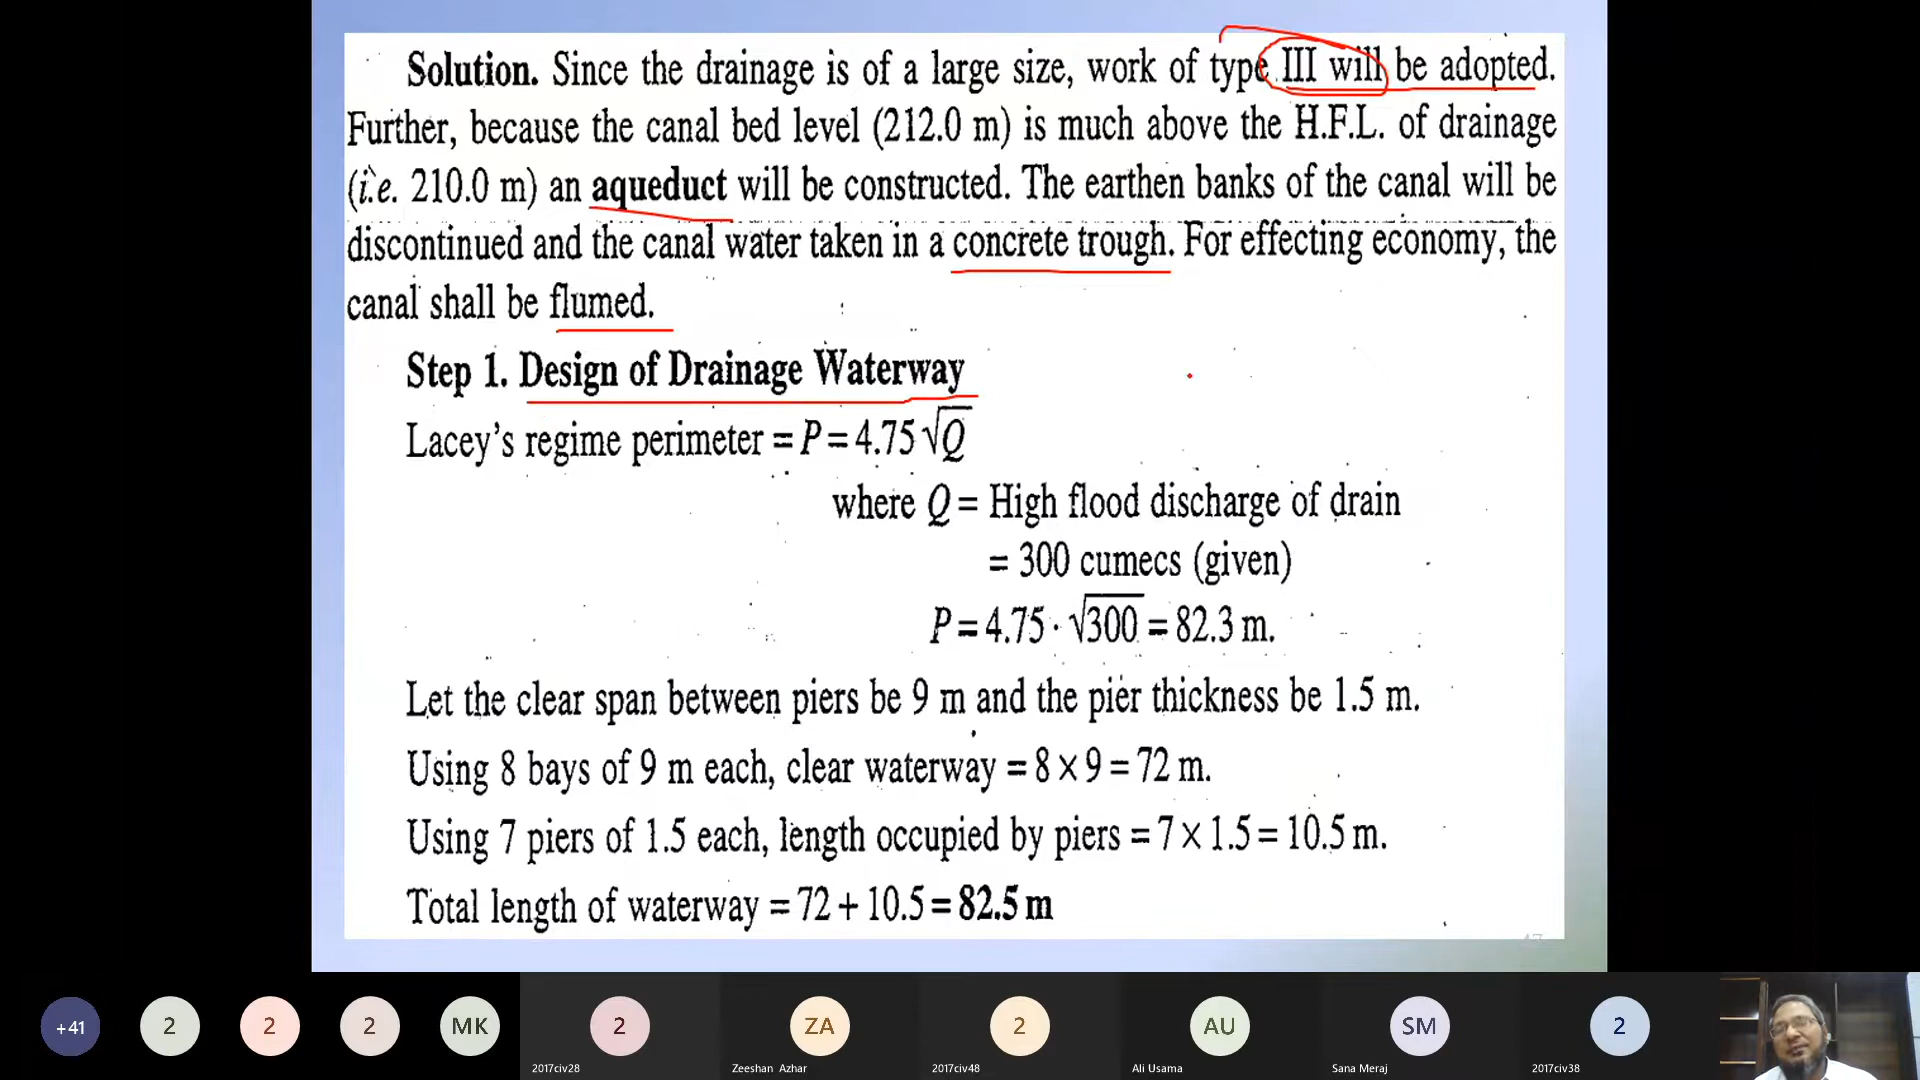 Solution. Since the drainage is of a large size, work of type III will be adopted.
Further, because the canal bed level (212.0 m) is much above the H.F.L. of drainage
(i.e. 210.0 m) an aqueduct will be constructed. The earthen banks of the canal will be
discontinued and the canal water taken in a concrete trough. For effecting economy, the
canal shall be flumed.
Step 1. Design of Drainage Waterway
Lacey's regime perimeter = P = 4.75 √Q
where Q = High flood discharge of drain
= 300 cumecs (given)
P = 4.75 · √300 = 82.3 m.
Let the clear span between piers be 9 m and the pier thickness be 1.5 m.
Using 8 bays of 9 m each, clear waterway = 8 × 9 = 72 m.
Using 7 piers of 1.5 each, length occupied by piers = 7 × 1.5 = 10.5 m.
Total length of waterway = 72 + 10.5 = 82.5 m
47
+41 2 2 2 MK 2 ZA 2 AU SM 2
2017civ28 Zeeshan Azhar 2017civ48 Ali Usama Sana Meraj 2017civ38